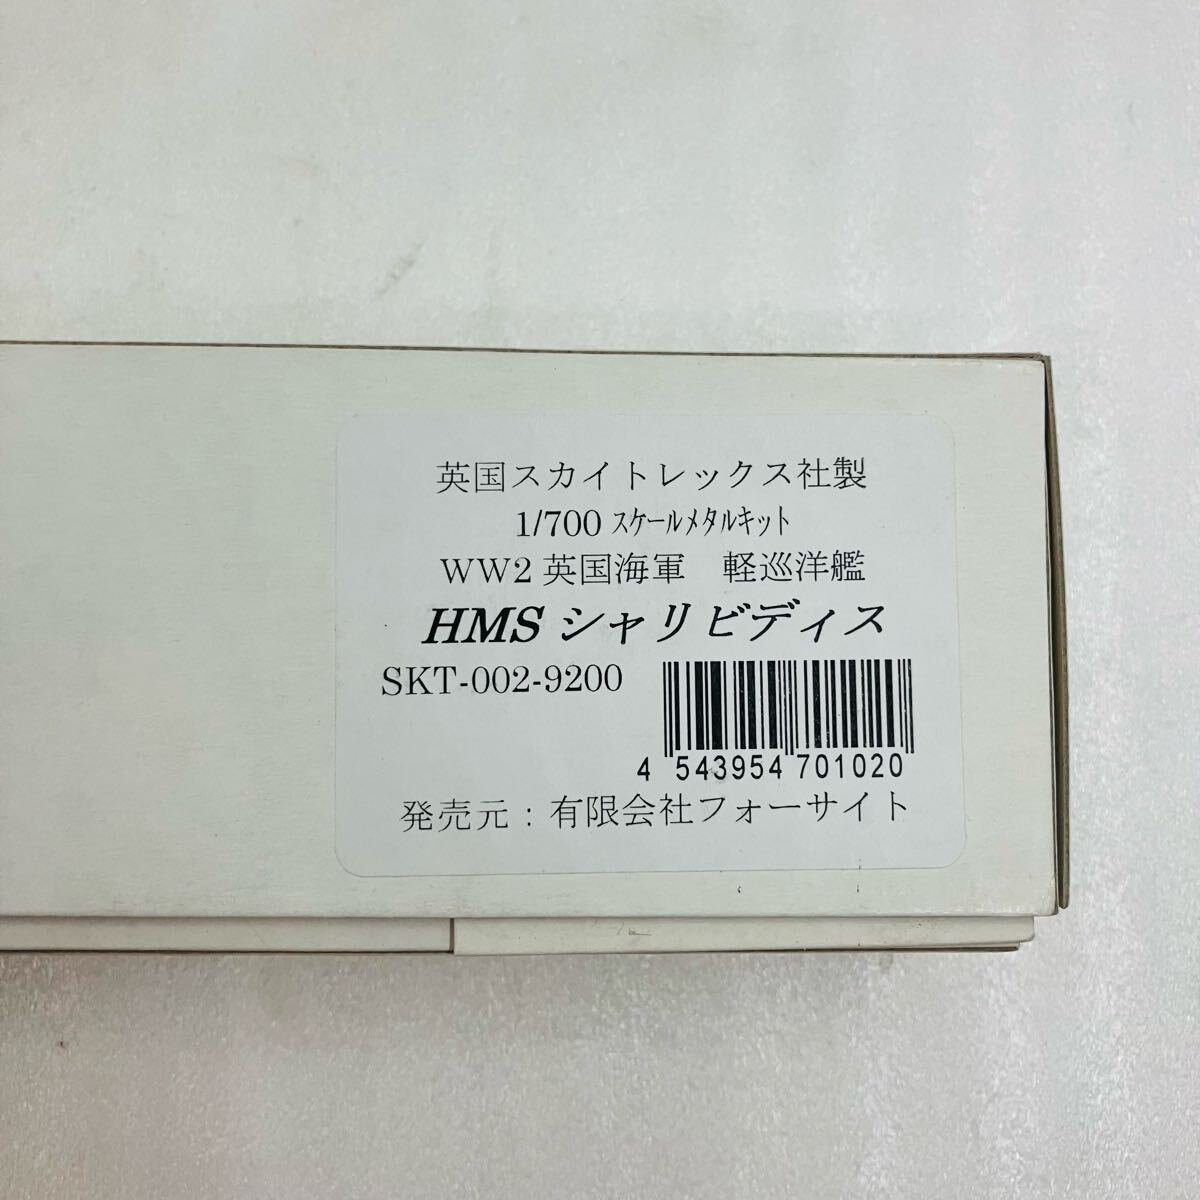 英国スカイトレックス社製
1/700 スケールメタルキット
WW2 英国海軍　軽巡洋艦
HMS シャリビディス
SKT-002-9200
4 543954 701020
発売元：有限会社フォーサイト